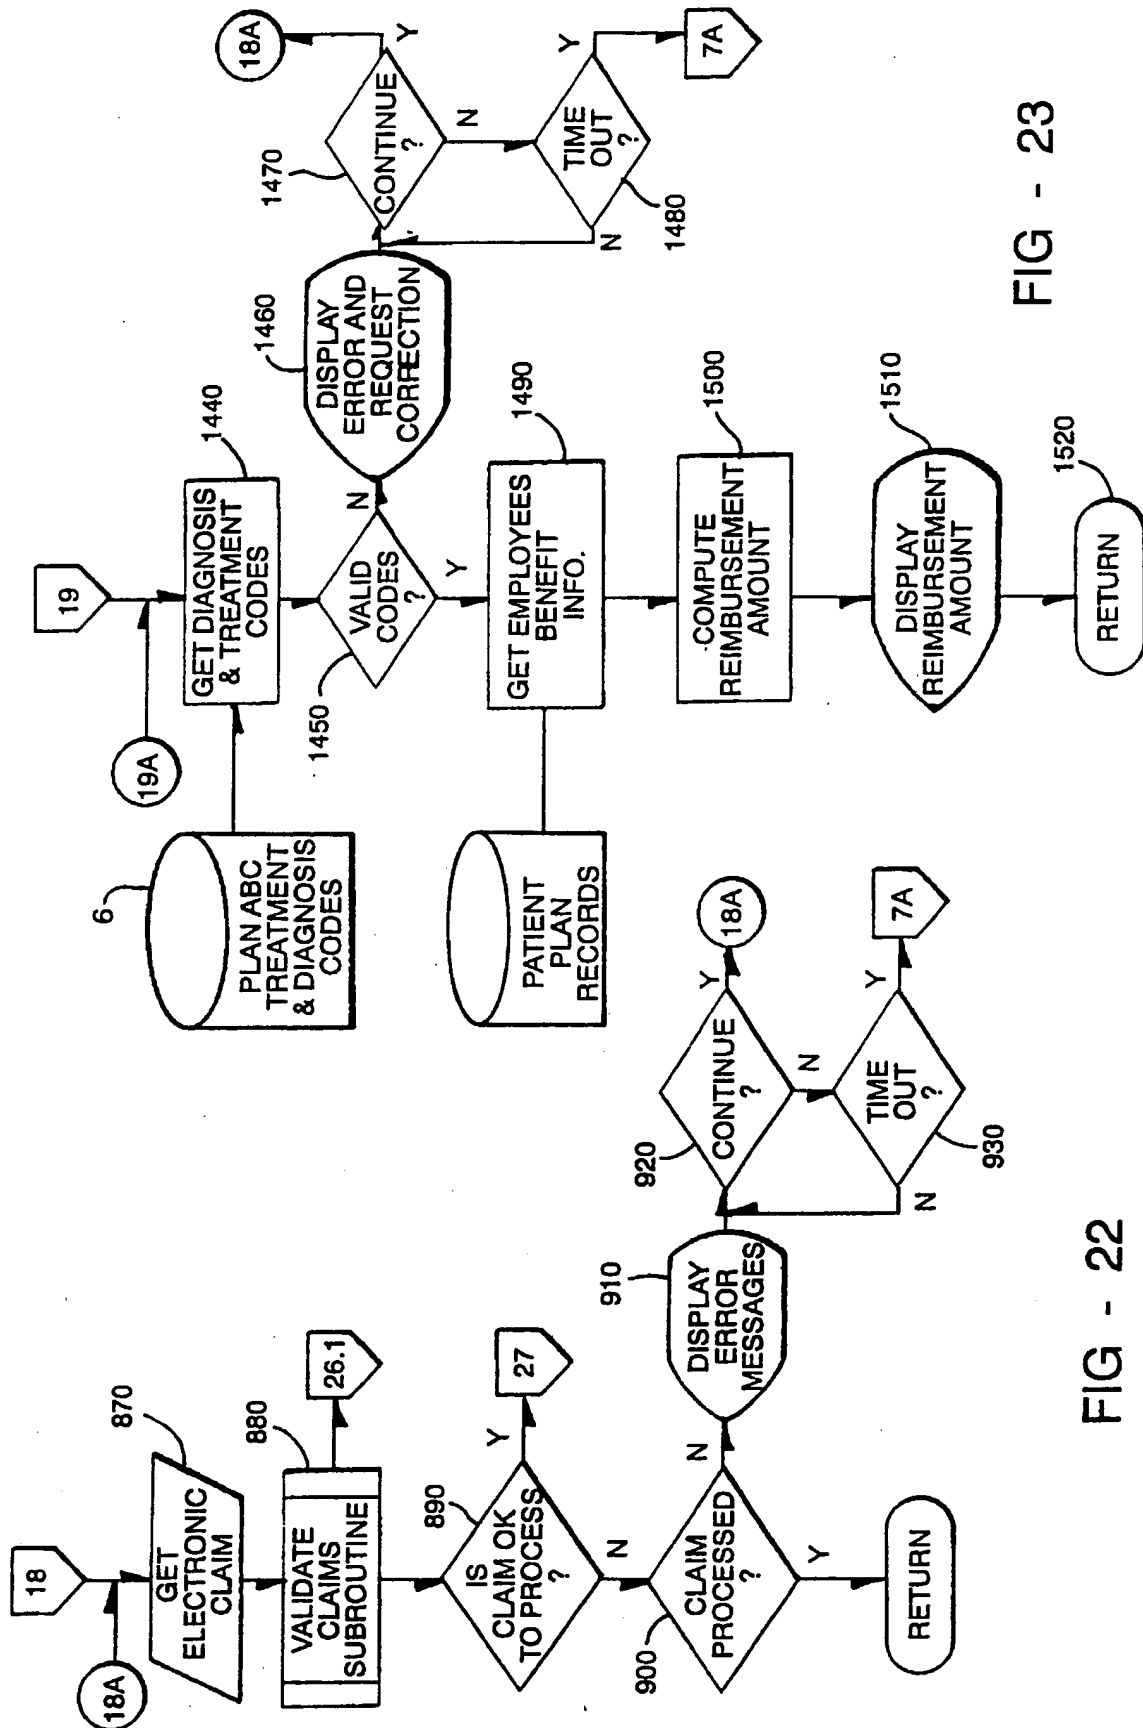 18
18A
870
GET
ELECTRONIC
CLAIM
880
VALIDATE
CLAIMS
SUBROUTINE
26.1
890
IS
CLAIM OK
TO PROCESS
?
Y
27
N
900
CLAIM
PROCESSED
?
N
Y
RETURN
910
DISPLAY
ERROR
MESSAGES
920
CONTINUE
?
Y
18A
N
TIME
OUT
?
930
N
Y
7A
FIG - 22
19
19A
6
PLAN ABC
TREATMENT
& DIAGNOSIS
CODES
1440
GET DIAGNOSIS
& TREATMENT
CODES
1450
VALID
CODES
?
N
Y
1460
DISPLAY
ERROR AND
REQUEST
CORRECTION
1470
CONTINUE
?
Y
18A
N
TIME
OUT
?
1480
N
Y
7A
PATIENT
PLAN
RECORDS
1490
GET EMPLOYEES
BENEFIT
INFO.
1500
COMPUTE
REIMBURSEMENT
AMOUNT
1510
DISPLAY
REIMBURSEMENT
AMOUNT
1520
RETURN
FIG - 23